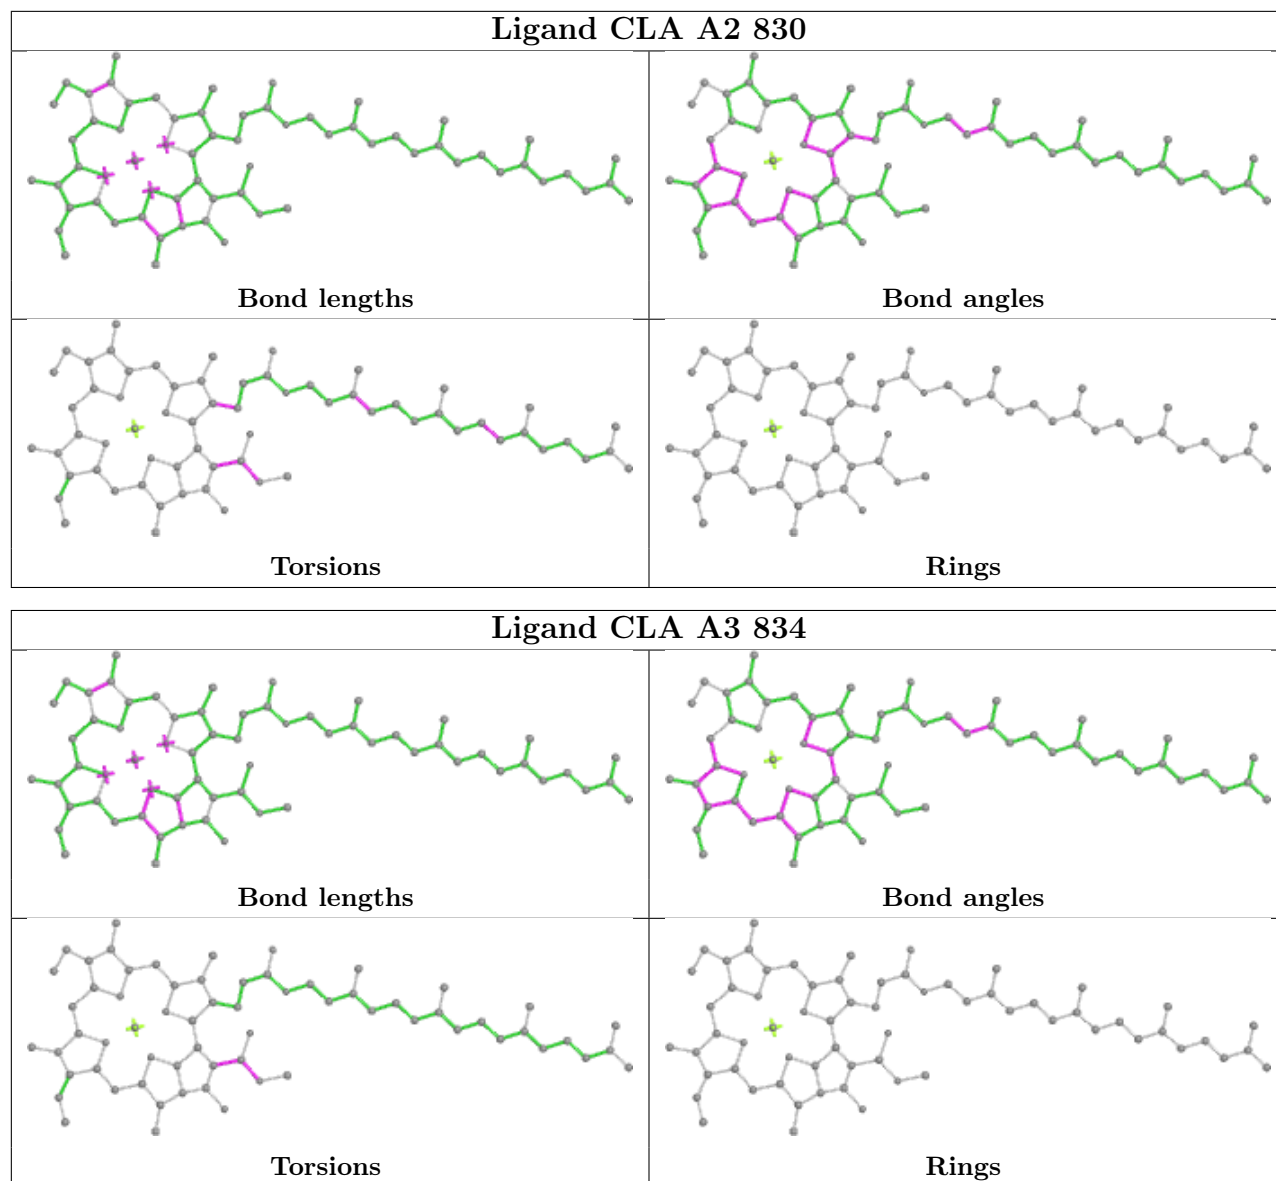 Ligand CLA A2 830
Bond lengths
Bond angles
Torsions
Rings
Ligand CLA A3 834
Bond lengths
Bond angles
Torsions
Rings